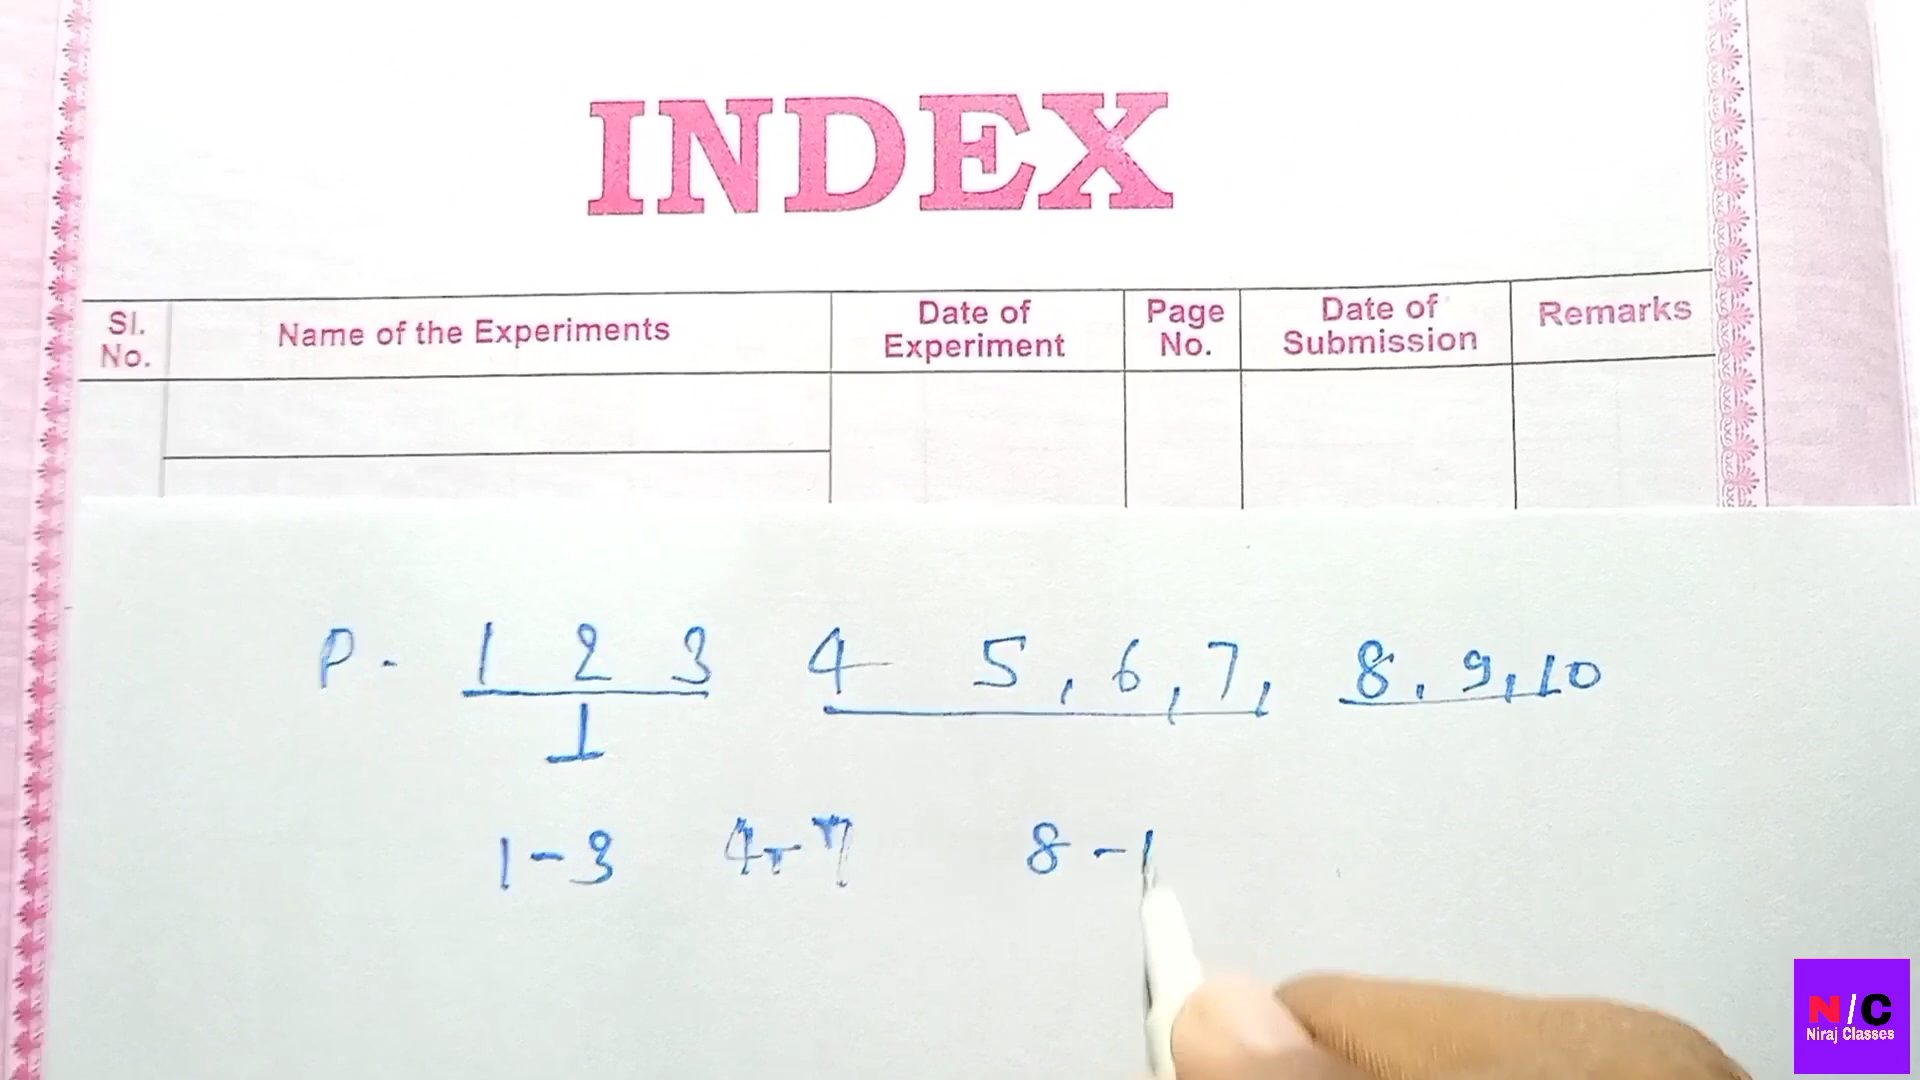 INDEX
Sl. No.
Name of the Experiments
Date of Experiment
Page No.
Date of Submission
Remarks
P - 1 2 3 4 5, 6, 7, 8, 9, 10
1
1-3 4-7 8-1
N/C
Niraj Classes